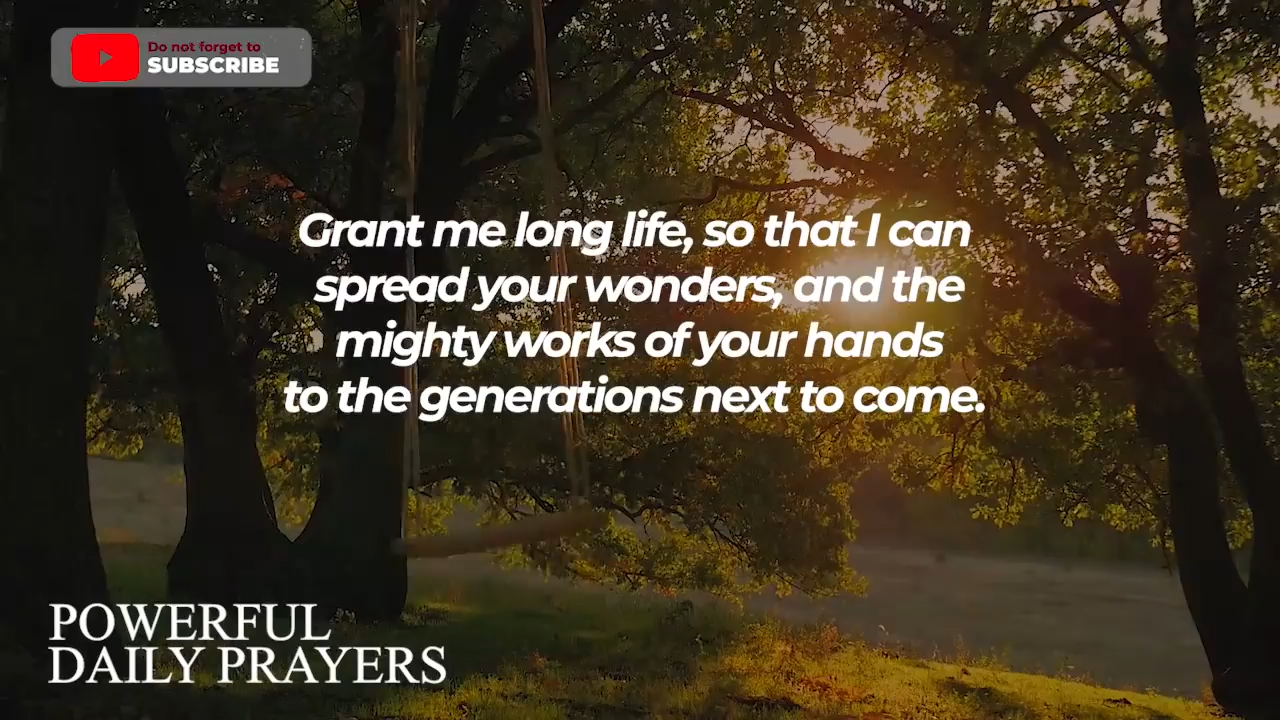 Do not forget to
SUBSCRIBE
Grant me long life, so that I can
spread your wonders, and the
mighty works of your hands
to the generations next to come.
POWERFUL
DAILY PRAYERS